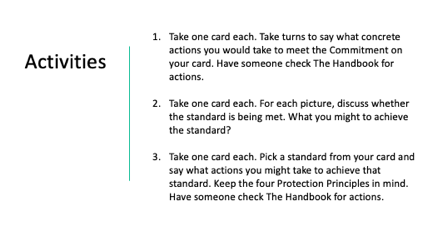 Activities
1. Take one card each. Take turns to say what concrete
actions you would take to meet the Commitment on
your card. Have someone check The Handbook for
actions.
2. Take one card each. For each picture, discuss whether
the standard is being met. What you might to achieve
the standard?
3. Take one card each. Pick a standard from your card and
say what actions you might take to achieve that
standard. Keep the four Protection Principles in mind.
Have someone check The Handbook for actions.